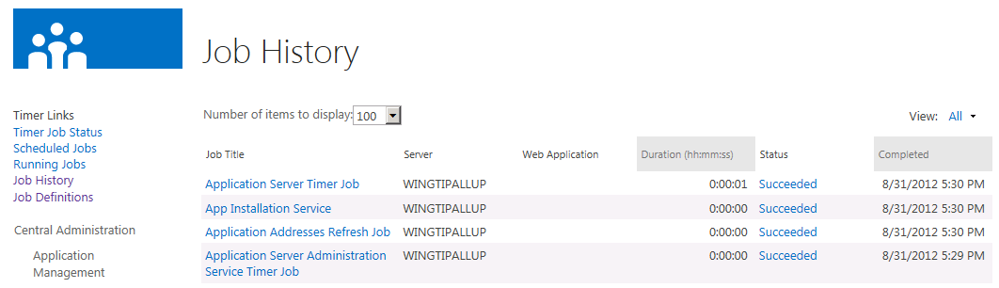 Job History
Timer Links
Timer Job Status
Scheduled Jobs
Running Jobs
Job History
Job Definitions
Central Administration
Application
Management
Number of items to display: 100
View: All
Job Title Server Web Application Duration (hh:mm:ss) Status Completed
Application Server Timer Job WINGTIPALLUP 0:00:01 Succeeded 8/31/2012 5:30 PM
App Installation Service WINGTIPALLUP 0:00:00 Succeeded 8/31/2012 5:30 PM
Application Addresses Refresh Job WINGTIPALLUP 0:00:00 Succeeded 8/31/2012 5:30 PM
Application Server Administration WINGTIPALLUP 0:00:00 Succeeded 8/31/2012 5:29 PM
Service Timer Job